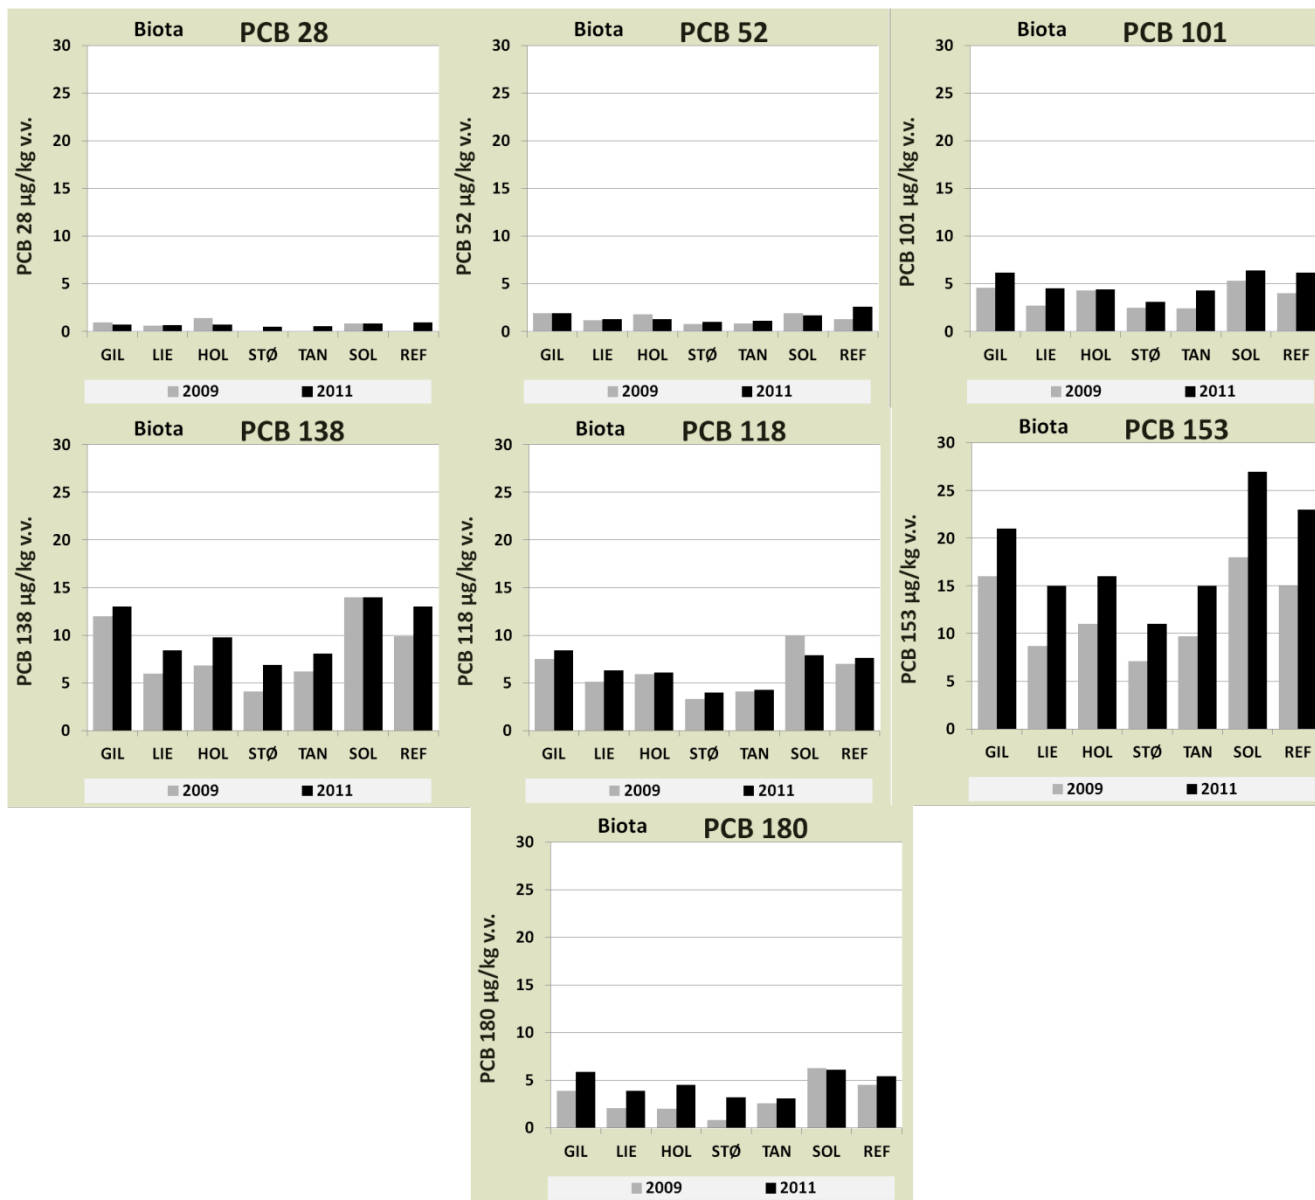 Biota PCB 28
30
25
20
15
10
5
0
PCB 28 µg/kg v.v.
GIL LIE HOL STØ TAN SOL REF
2009 2011
Biota PCB 52
30
25
20
15
10
5
0
PCB 52 µg/kg v.v.
GIL LIE HOL STØ TAN SOL REF
2009 2011
Biota PCB 101
30
25
20
15
10
5
0
PCB 101 µg/kg v.v.
GIL LIE HOL STØ TAN SOL REF
2009 2011
Biota PCB 138
30
25
20
15
10
5
0
PCB 138 µg/kg v.v.
GIL LIE HOL STØ TAN SOL REF
2009 2011
Biota PCB 118
30
25
20
15
10
5
0
PCB 118 µg/kg v.v.
GIL LIE HOL STØ TAN SOL REF
2009 2011
Biota PCB 153
30
25
20
15
10
5
0
PCB 153 µg/kg v.v.
GIL LIE HOL STØ TAN SOL REF
2009 2011
Biota PCB 180
30
25
20
15
10
5
0
PCB 180 µg/kg v.v.
GIL LIE HOL STØ TAN SOL REF
2009 2011